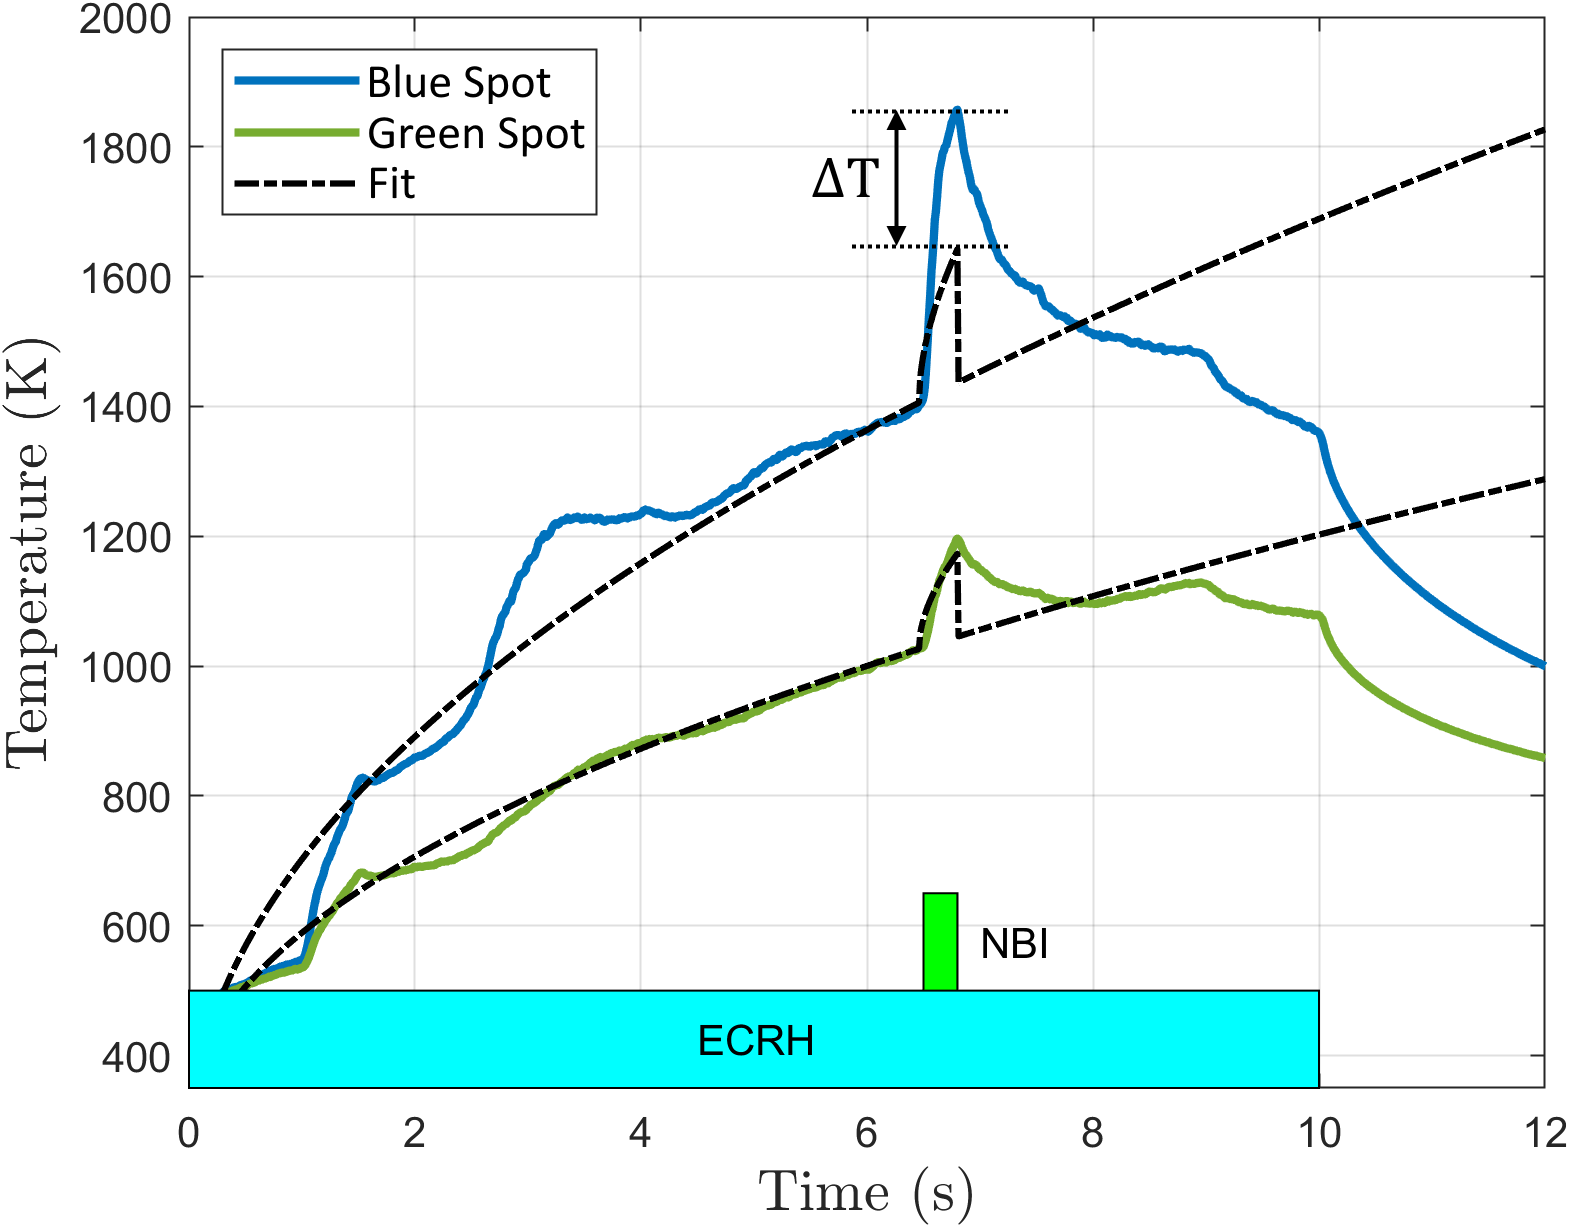 2000
1800
1600
1400
1200
1000
800
600
400
Temperature (K)
Blue Spot
Green Spot
Fit
ΔT
NBI
ECRH
0 2 4 6 8 10 12
Time (s)